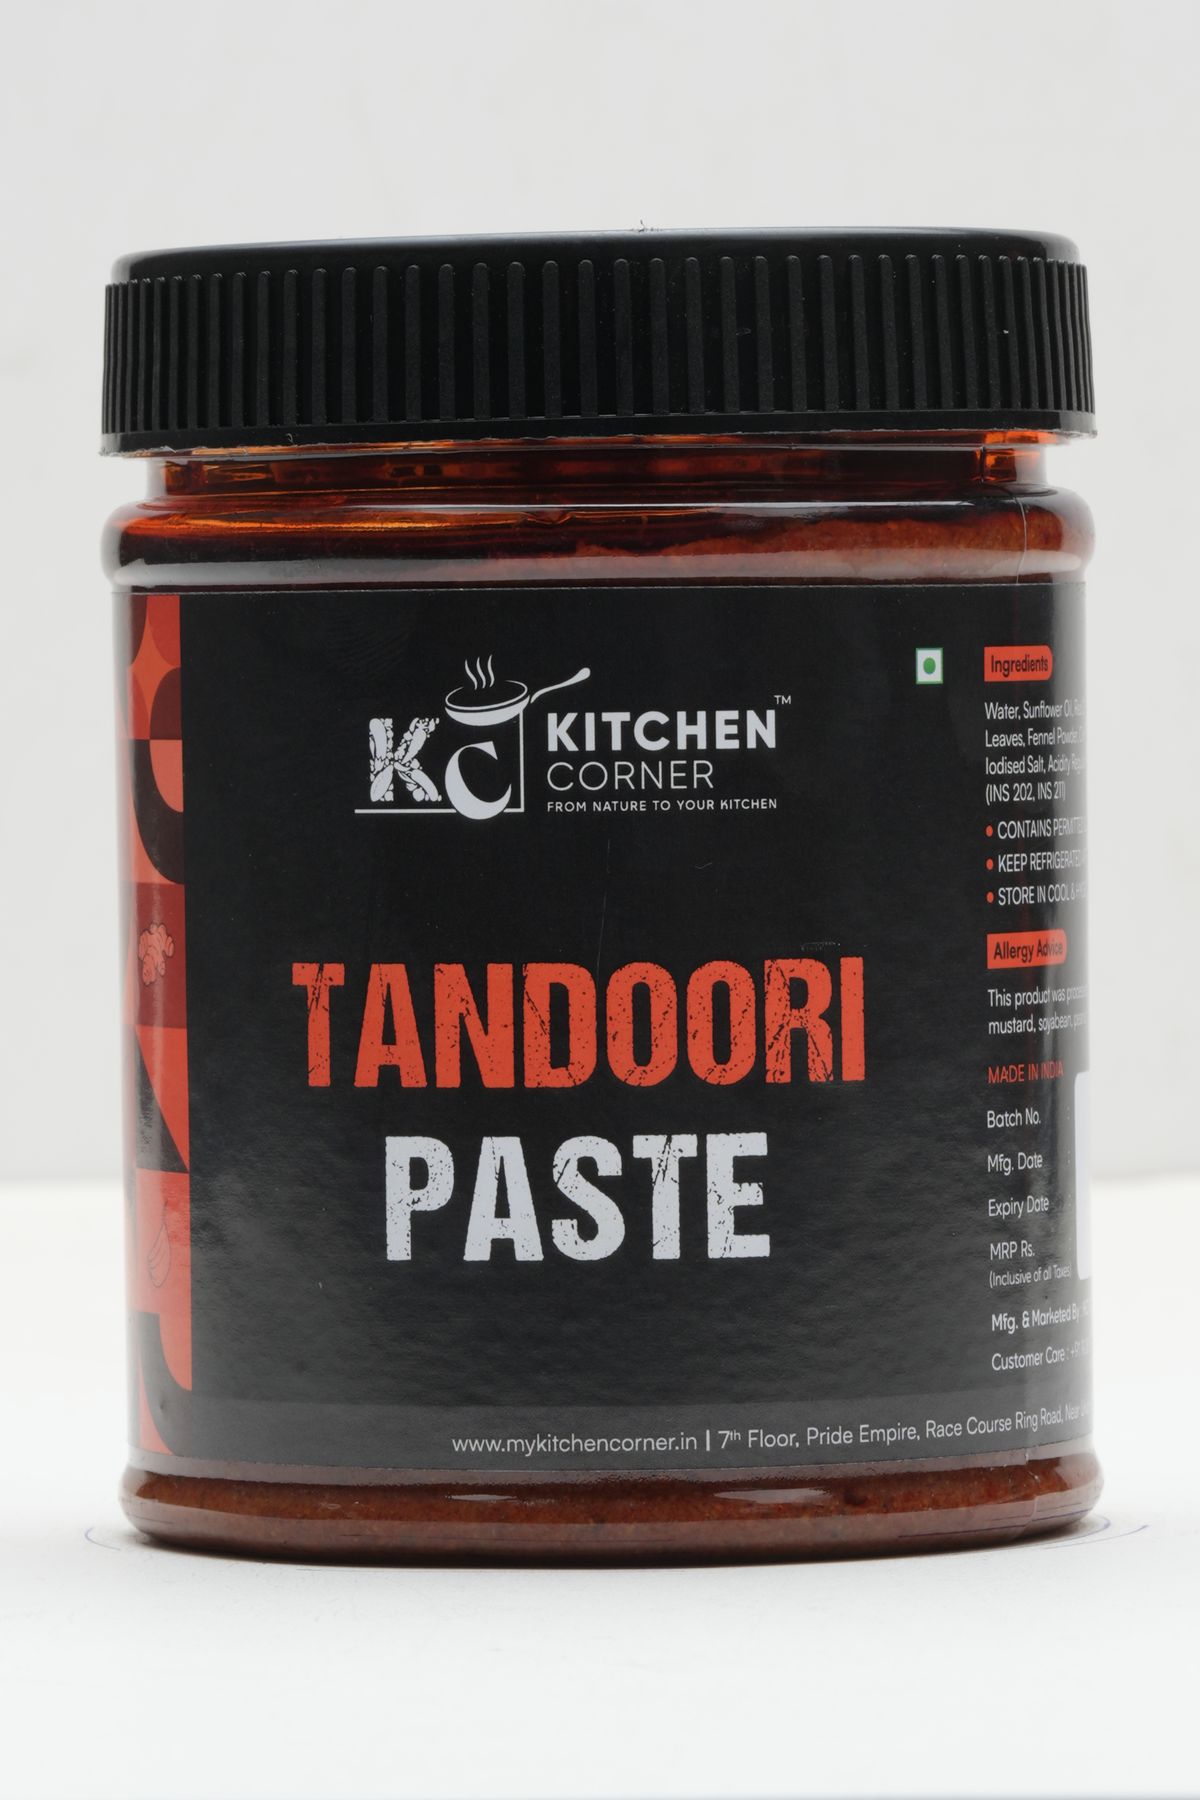 KC
KITCHEN™
CORNER
FROM NATURE TO YOUR KITCHEN
TANDOORI
PASTE
www.mykitchencorner.in | 7th Floor, Pride Empire, Race Course Ring Road, Near
Ingredients
Water, Sunflower Oil,
Leaves, Fennel Powder,
Iodised Salt, Acidity
(INS 202, INS 211)
• CONTAINS PERMITTED
• KEEP REFRIGERATED
• STORE IN COOL &
Allergy Advice
This product was
mustard, soyabean,
MADE IN INDIA
Batch No. :
Mfg. Date :
Expiry Date :
MRP Rs. :
(Inclusive of all Taxes)
Mfg. & Marketed By :
Customer Care :